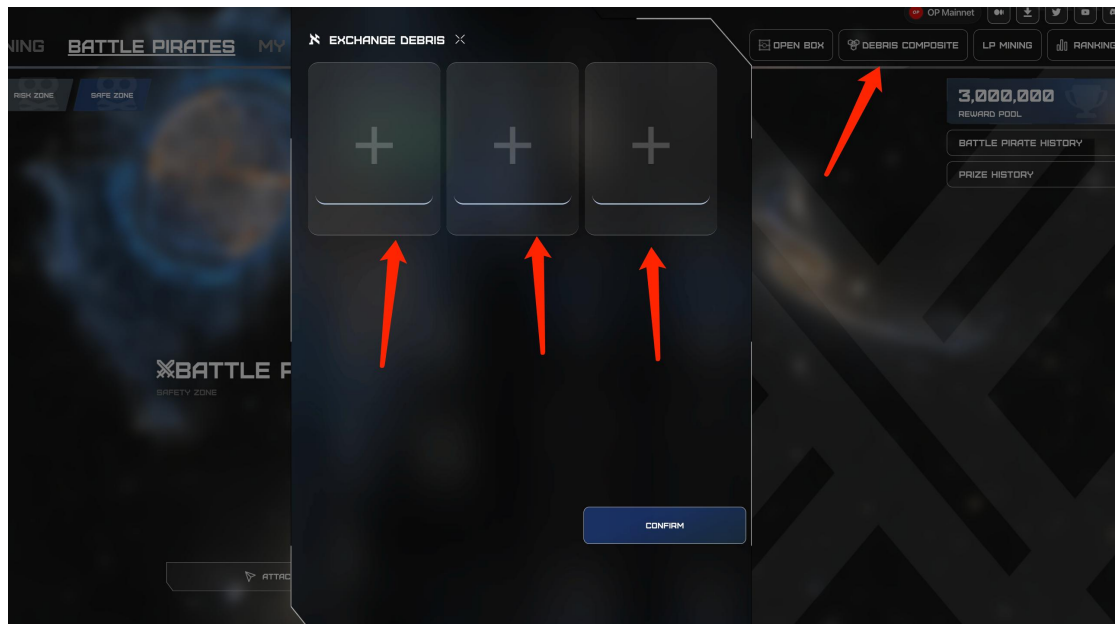 OP OP Mainnet
BATTLE PIRATES MY
EXCHANGE DEBRIS
OPEN BOX DEBRIS COMPOSITE LP MINING RANKING
RISK ZONE SAFE ZONE
3,000,000
REWARD POOL
BATTLE PIRATE HISTORY
PRIZE HISTORY
BATTLE P
SAFETY ZONE
CONFIRM
ATTAC